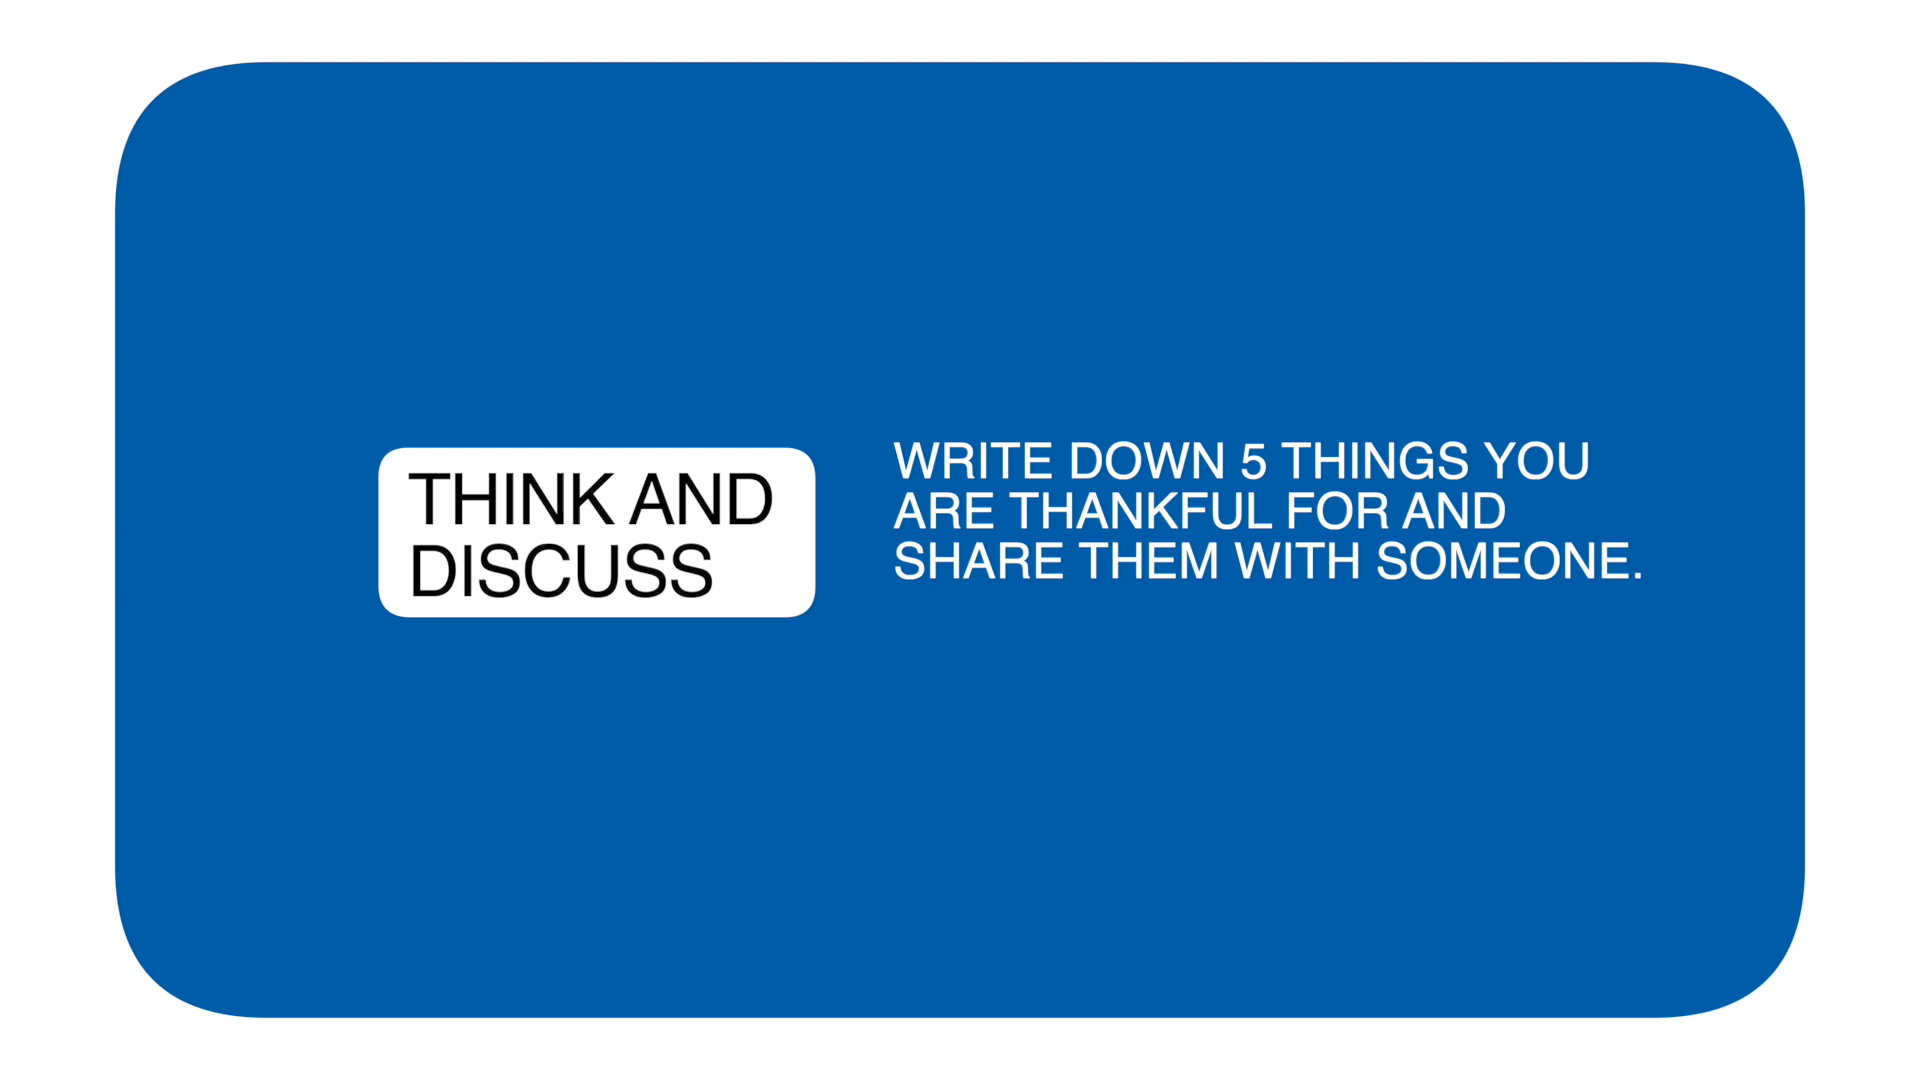 THINK AND
DISCUSS
WRITE DOWN 5 THINGS YOU
ARE THANKFUL FOR AND
SHARE THEM WITH SOMEONE.